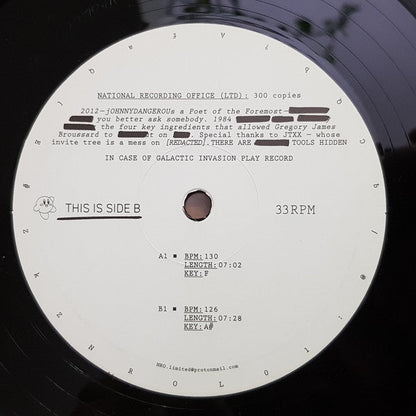 NATIONAL RECORDING OFFICE (LTD): 300 copies
2012—jOHNNYDANGEROUs a Poet of the Foremost—
you better ask somebody. 1984
the four key ingredients that allowed Gregory James
Broussard to ht on. Special thanks to JTXX — whose
invite tree is a mess on [REDACTED]. THERE ARE TOOLS HIDDEN
IN CASE OF GALACTIC INVASION PLAY RECORD
THIS IS SIDE B
33RPM
A1 ▪ BPM:130
LENGTH:07:02
KEY:F
B1 ▪ BPM:126
LENGTH:07:28
KEY:A#
NRO.limited@protonmail.com